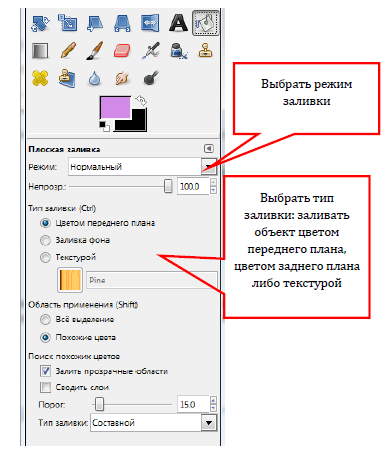 Выбрать режим
заливки
Плоская заливка
Режим: Нормальный
Непрозр.: 100.0
Выбрать тип
заливки: заливать
объект цветом
переднего плана,
цветом заднего плана
либо текстурой
Тип заливки (Ctrl)
Цветом переднего плана
Заливка фона
Текстурой
Pine
Область применения (Shift)
Всё выделение
Похожие цвета
Поиск похожих цветов
Залить прозрачные области
Сводить слои
Порог: 15.0
Тип заливки: Составной